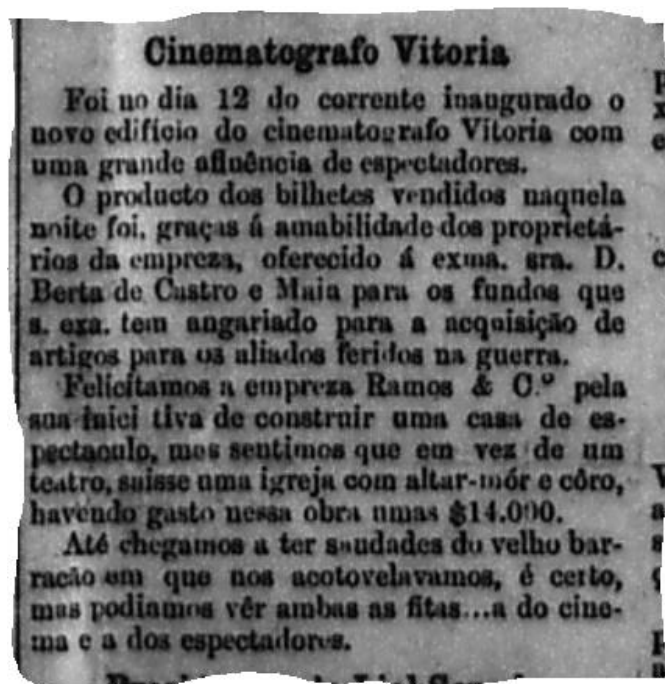 Cinematografo Vitoria
Foi no dia 12 do corrente inaugurado o
novo edifício do cinematografo Vitoria com
uma grande afluência de espectadores.
O producto dos bilhetes vendidos naquela
noite foi, graças á amabilidade dos proprietá-
rios da empreza, oferecido á exma. sra. D.
Berta de Castro e Maia para os fundos que
s. exa. tem angariado para a acquisição de
artigos para os aliados feridos na guerra.
Felicitamos a empreza Ramos & C.º pela
sua inici tiva de construir uma casa de es-
pectaculo, mas sentimos que em vez de um
teatro, saisse uma igreja com altar-mór e côro,
havendo gasto nessa obra umas $14.000.
Até chegamos a ter saudades do velho bar-
racão em que nos acotovelavamos, é certo,
mas podiamos vêr ambas as fitas...a do cine-
ma e a dos espectadores.